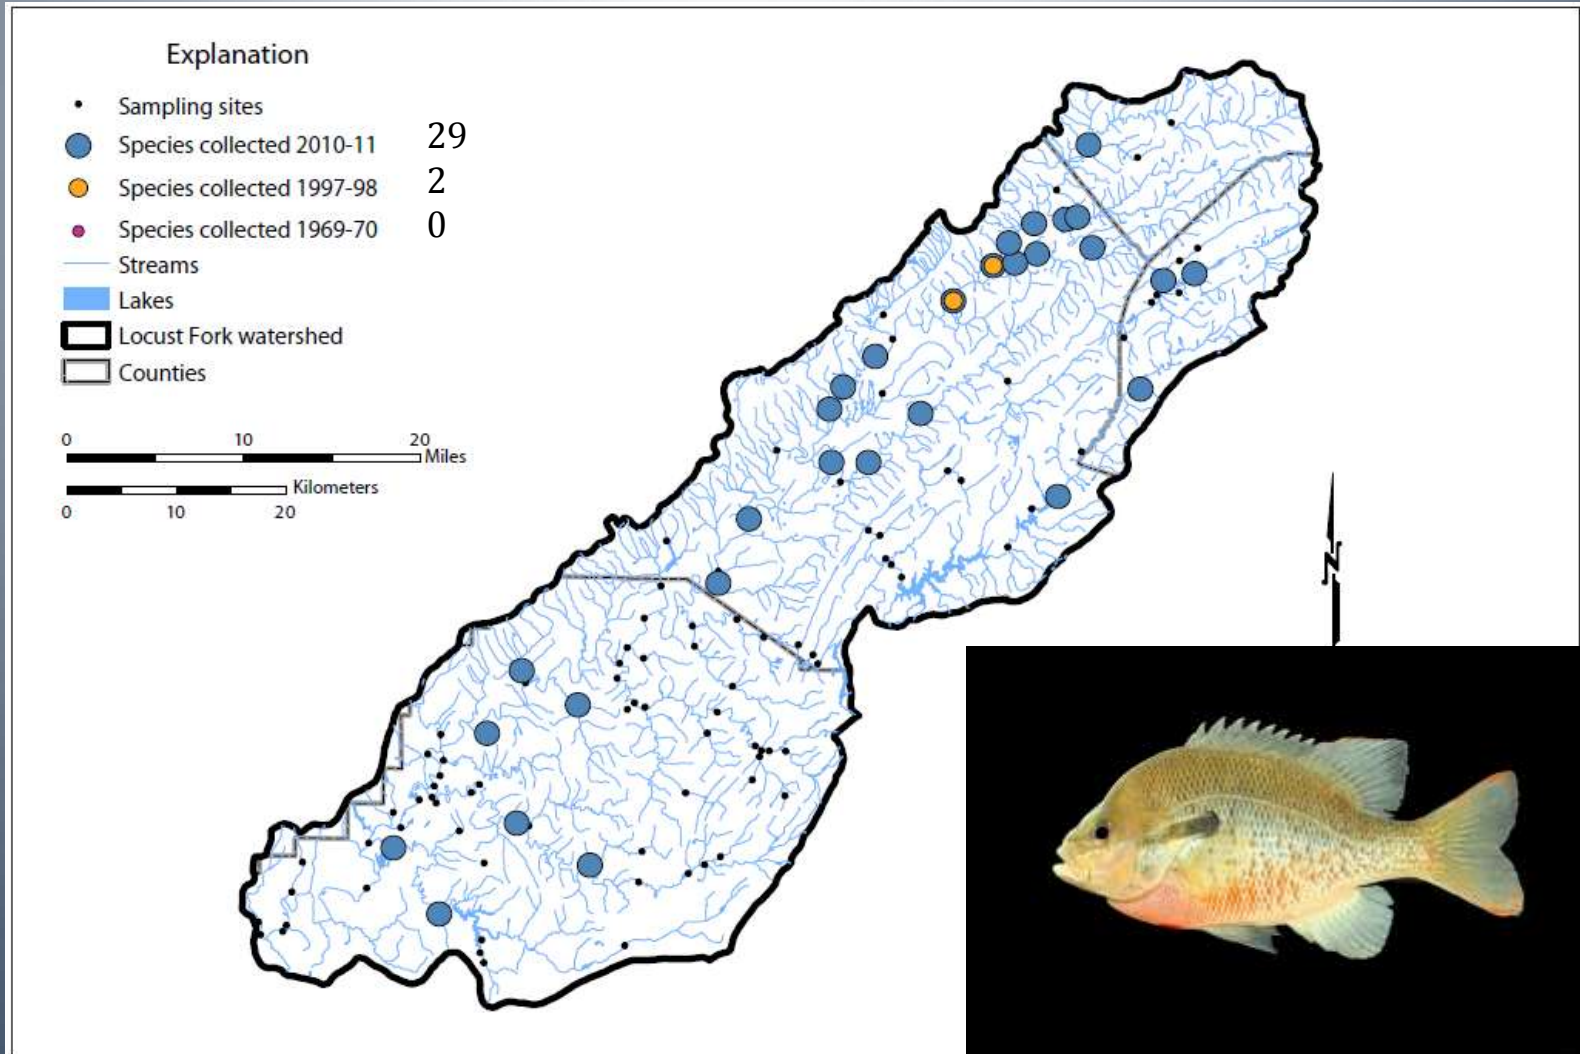 Explanation
Sampling sites
Species collected 2010-11 29
Species collected 1997-98 2
Species collected 1969-70 0
Streams
Lakes
Locust Fork watershed
Counties
0 10 20
Miles
Kilometers
0 10 20
N